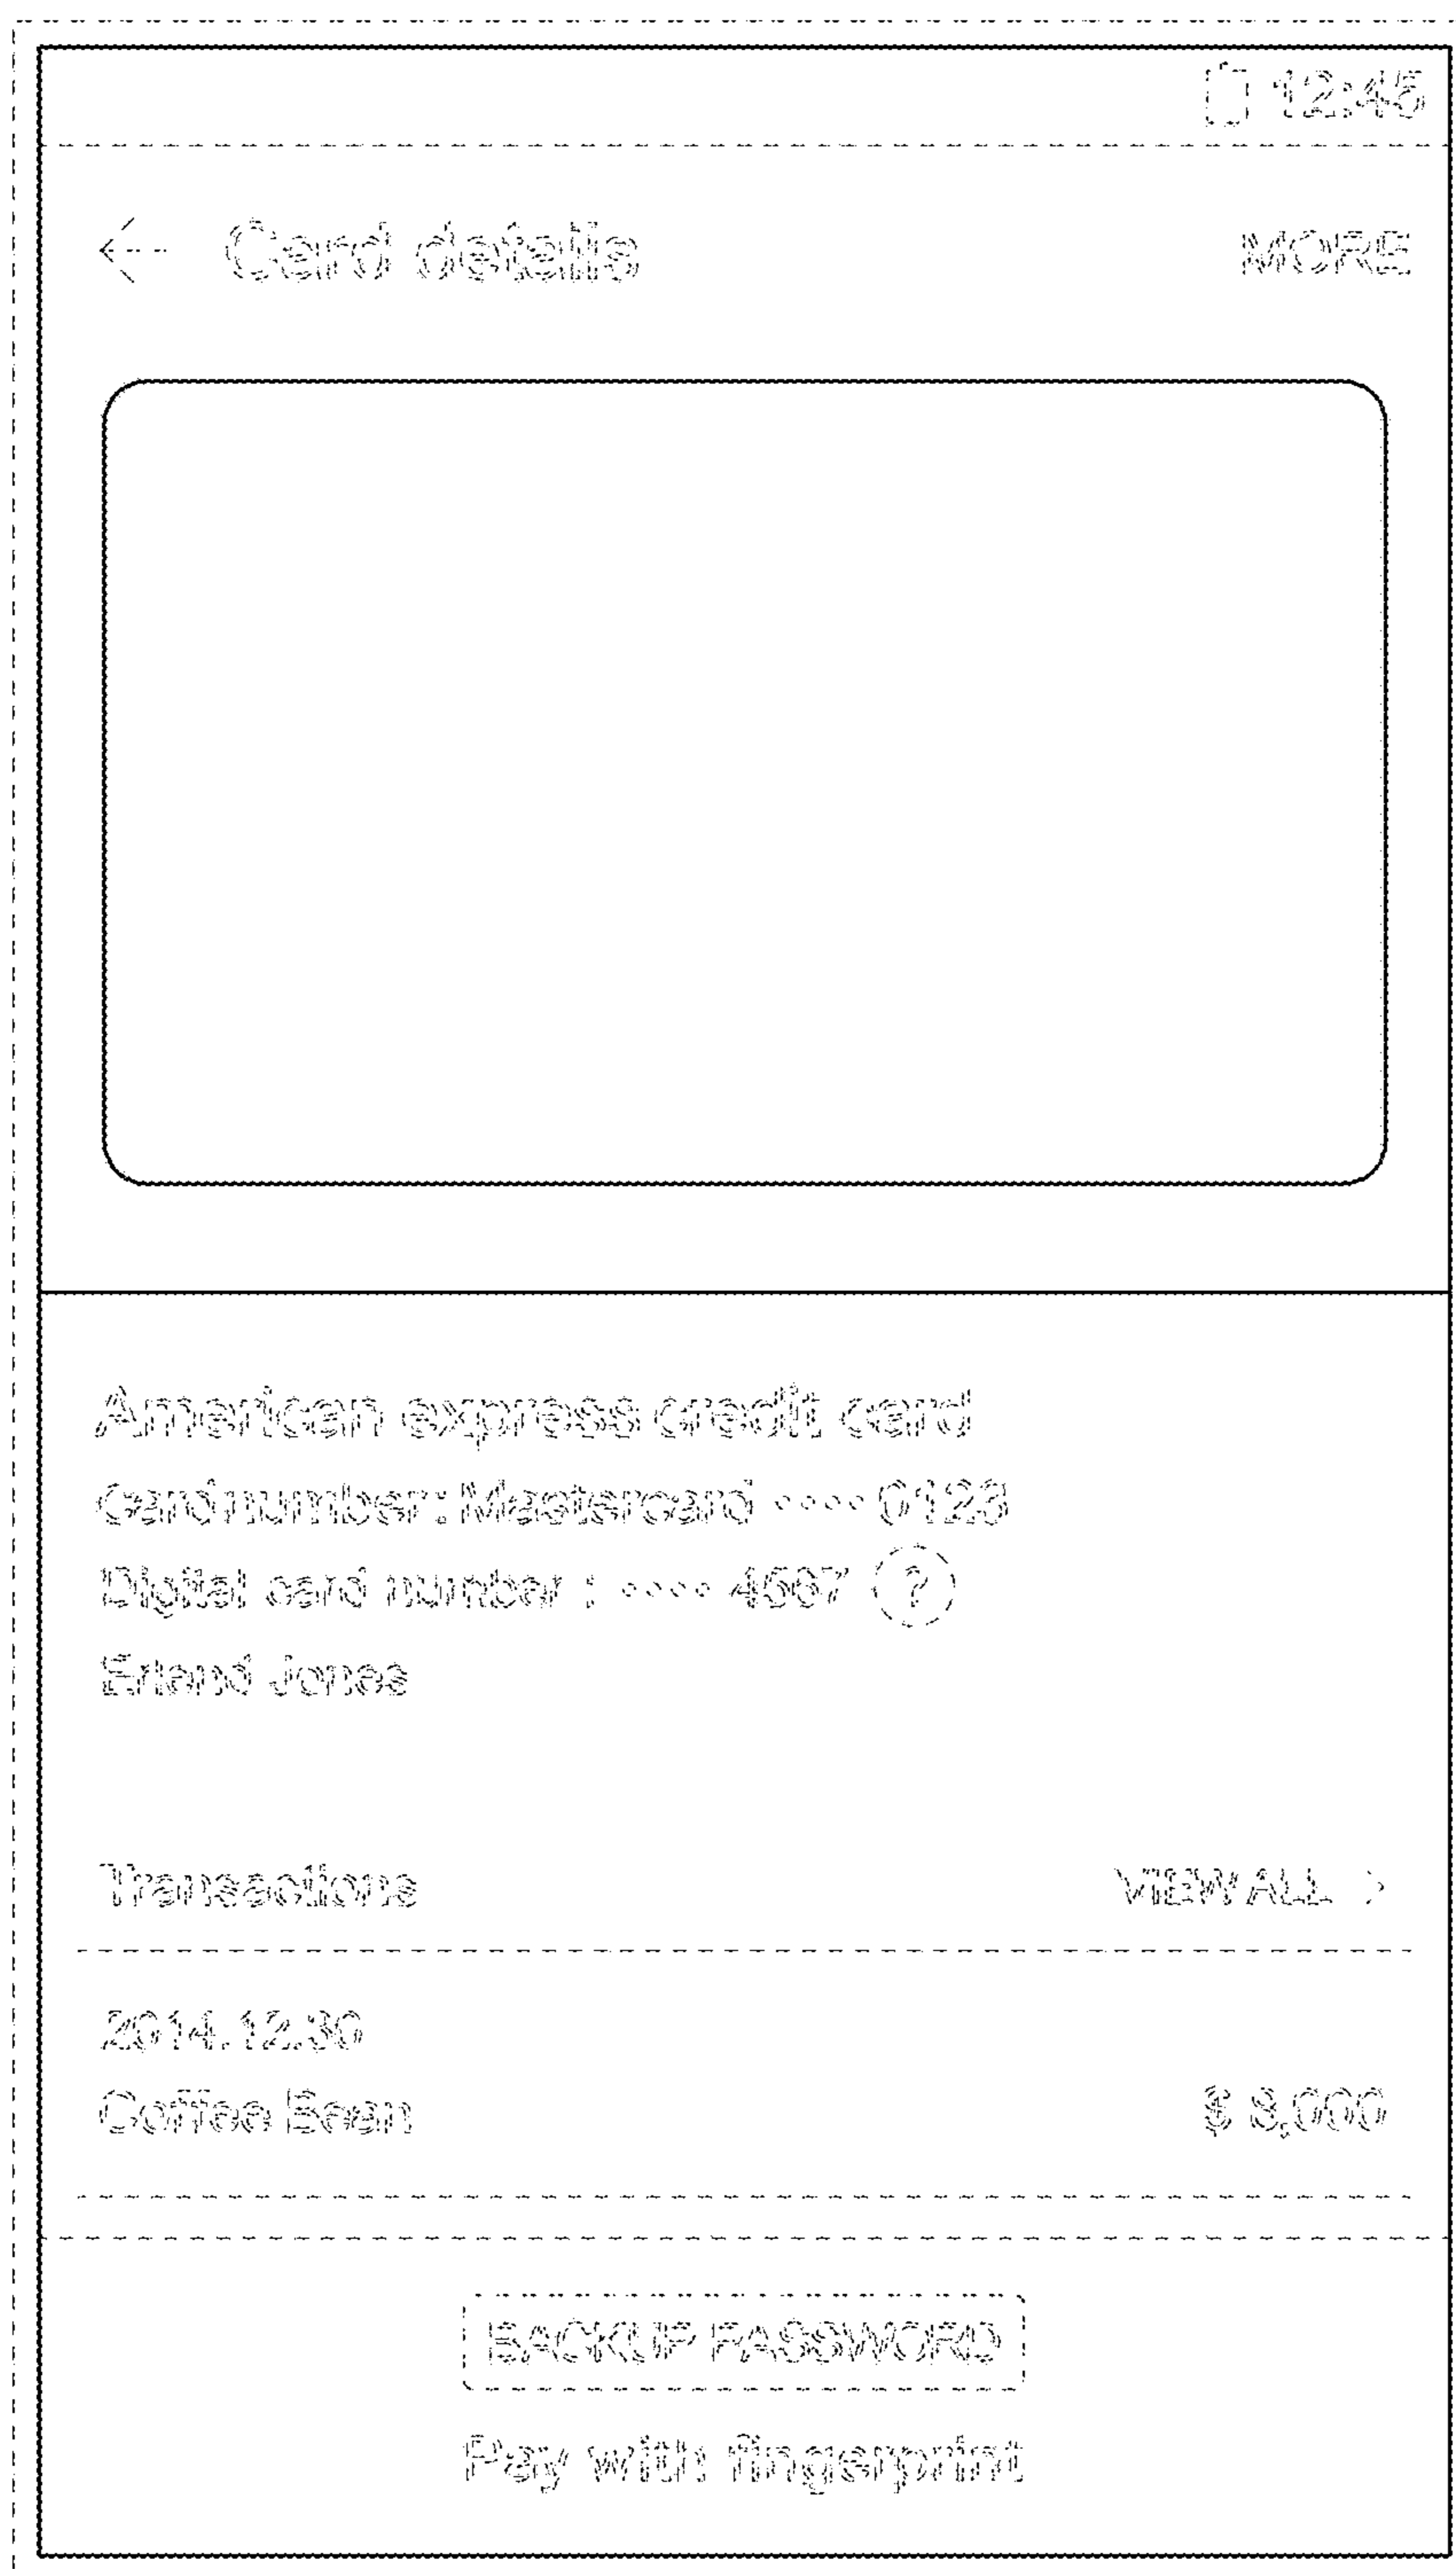 12:45
← Card details MORE
American express credit card
Card number: Mastercard •••• 0123
Digital card number : •••• 4567 ?
Erland Jones
Transactions VIEW ALL >
2014.12.30
Coffee Bean $ 8,000
BACKUP PASSWORD
Pay with fingerprint